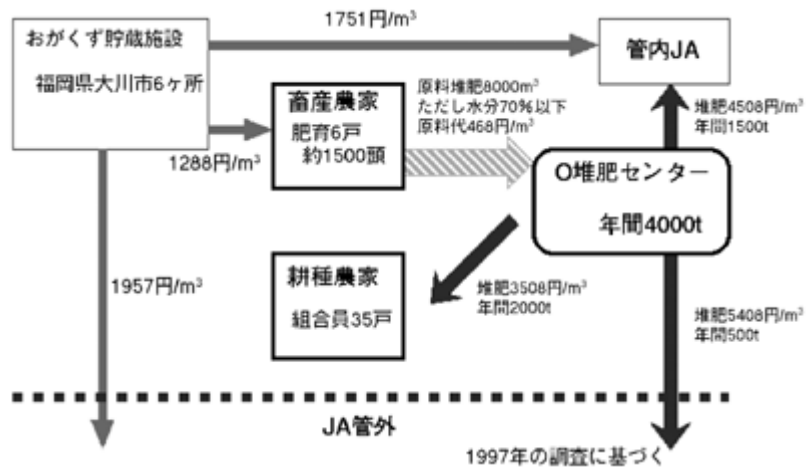 1751円/m³
おがくず貯蔵施設
福岡県大川市6ヶ所
管内JA
畜産農家
肥育6戸
約1500頭
原料堆肥8000m³
ただし水分70%以下
原料代468円/m³
堆肥4508円/m³
年間1500t
1288円/m³
O堆肥センター
年間4000t
1957円/m³
耕種農家
組合員35戸
堆肥3508円/m³
年間2000t
堆肥5408円/m³
年間500t
JA管外
1997年の調査に基づく